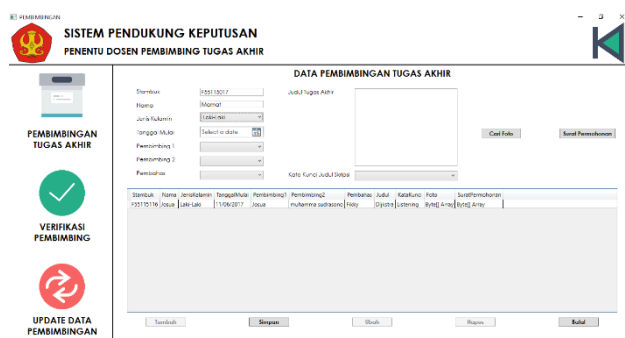 PEMBIMBINGAN
SISTEM PENDUKUNG KEPUTUSAN
PENENTU DOSEN PEMBIMBING TUGAS AKHIR
DATA PEMBIMBINGAN TUGAS AKHIR
Stambuk F55115017 Judul Tugas Akhir
Nama Mamat
Jenis Kelamin Laki-Laki
Tanggal Mulai Select a date 15
Cari Foto Surat Permohonan
Pembimbing 1
Pembimbing 2
Pembahas Kata Kunci Judul Skripsi
PEMBIMBINGAN
TUGAS AKHIR
VERIFIKASI
PEMBIMBING
UPDATE DATA
PEMBIMBINGAN
Stambuk Nama JenisKelamin TanggalMulai Pembimbing1 Pembimbing2 Pembahas Judul KataKunci Foto SuratPermohonan
F55115116 Josua Laki-Laki 11/06/2017 Josua muhamma sudrasono Fikky Dijkstra Listening Byte[] Array Byte[] Array
Tambah Simpan Ubah Hapus Batal